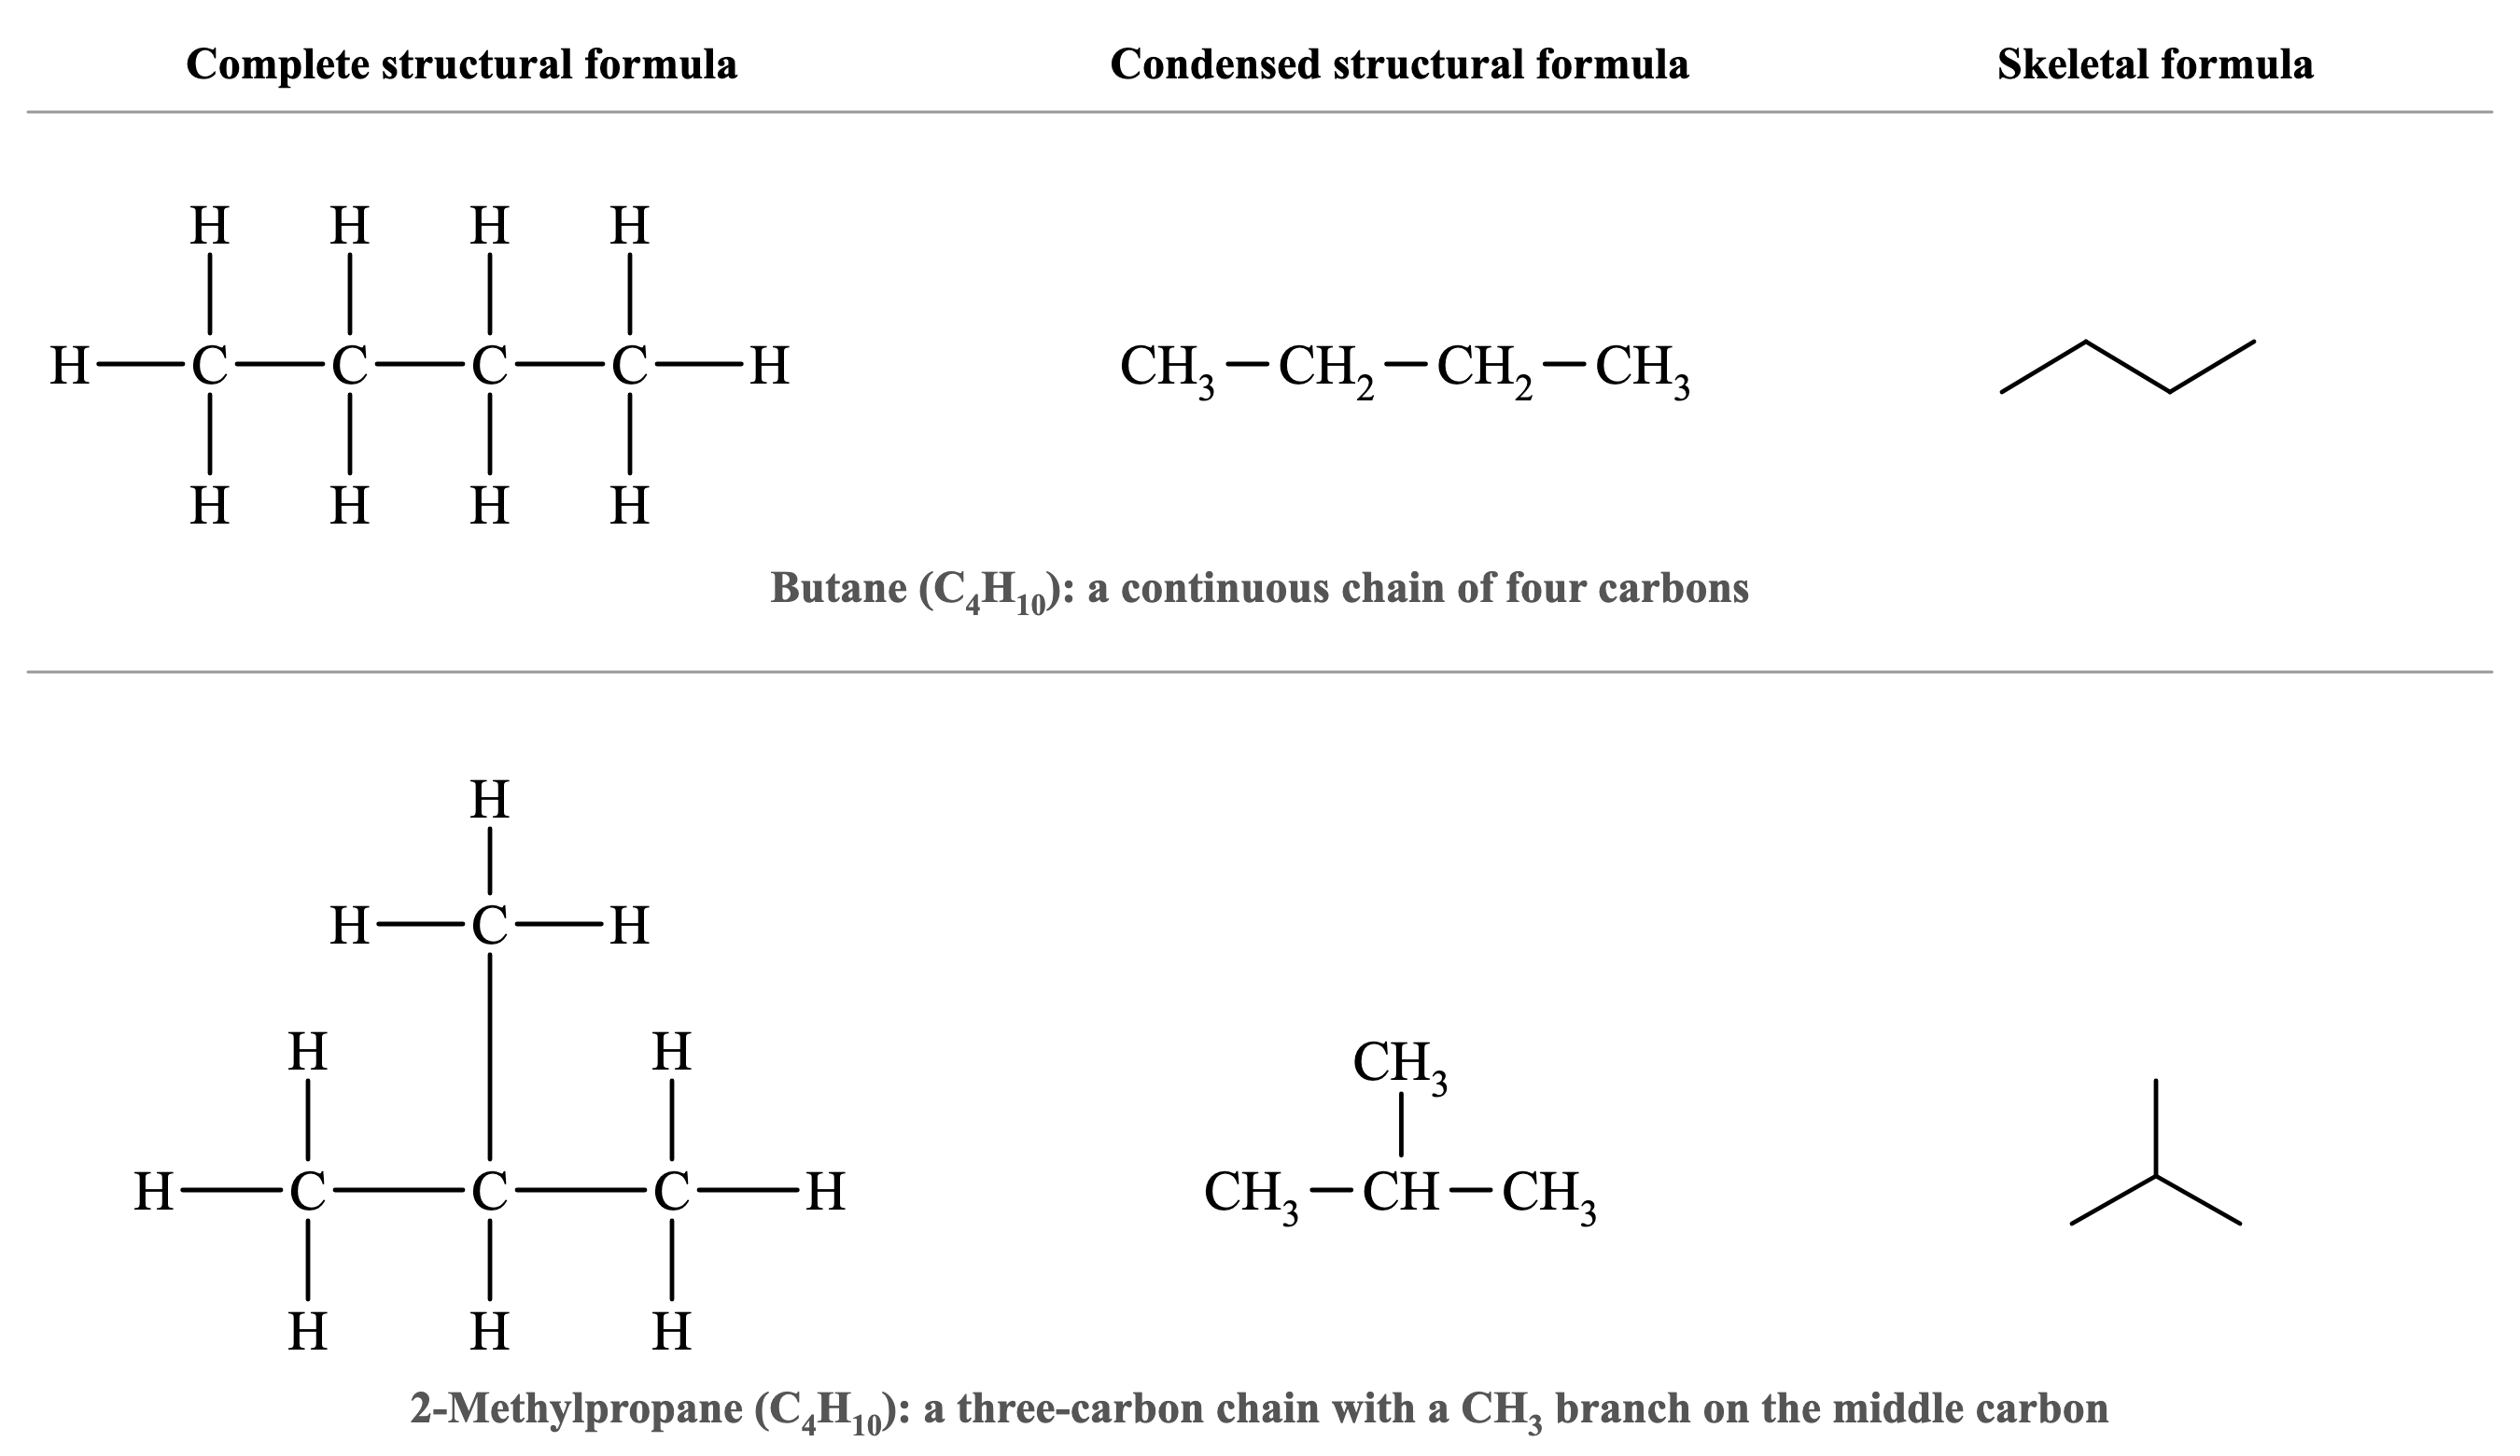 Complete structural formula Condensed structural formula Skeletal formula
H H H H
H C C C C H CH₃ CH₂ CH₂ CH₃
H H H H
Butane (C₄H₁₀): a continuous chain of four carbons
H
H C H
H H CH₃
H C C C H CH₃ CH CH₃
H H H
2-Methylpropane (C₄H₁₀): a three-carbon chain with a CH₃ branch on the middle carbon